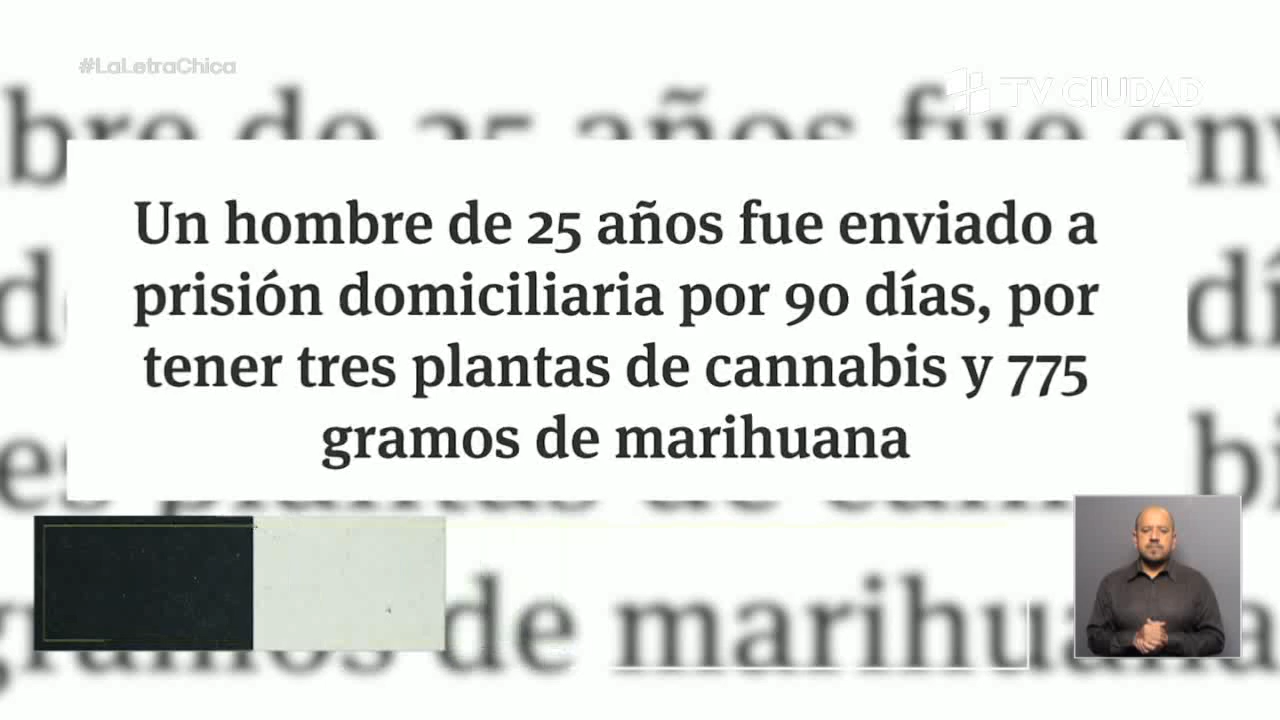 #LaLetraChica
TV CIUDAD
Un hombre de 25 años fue enviado a
prisión domiciliaria por 90 días, por
tener tres plantas de cannabis y 775
gramos de marihuana